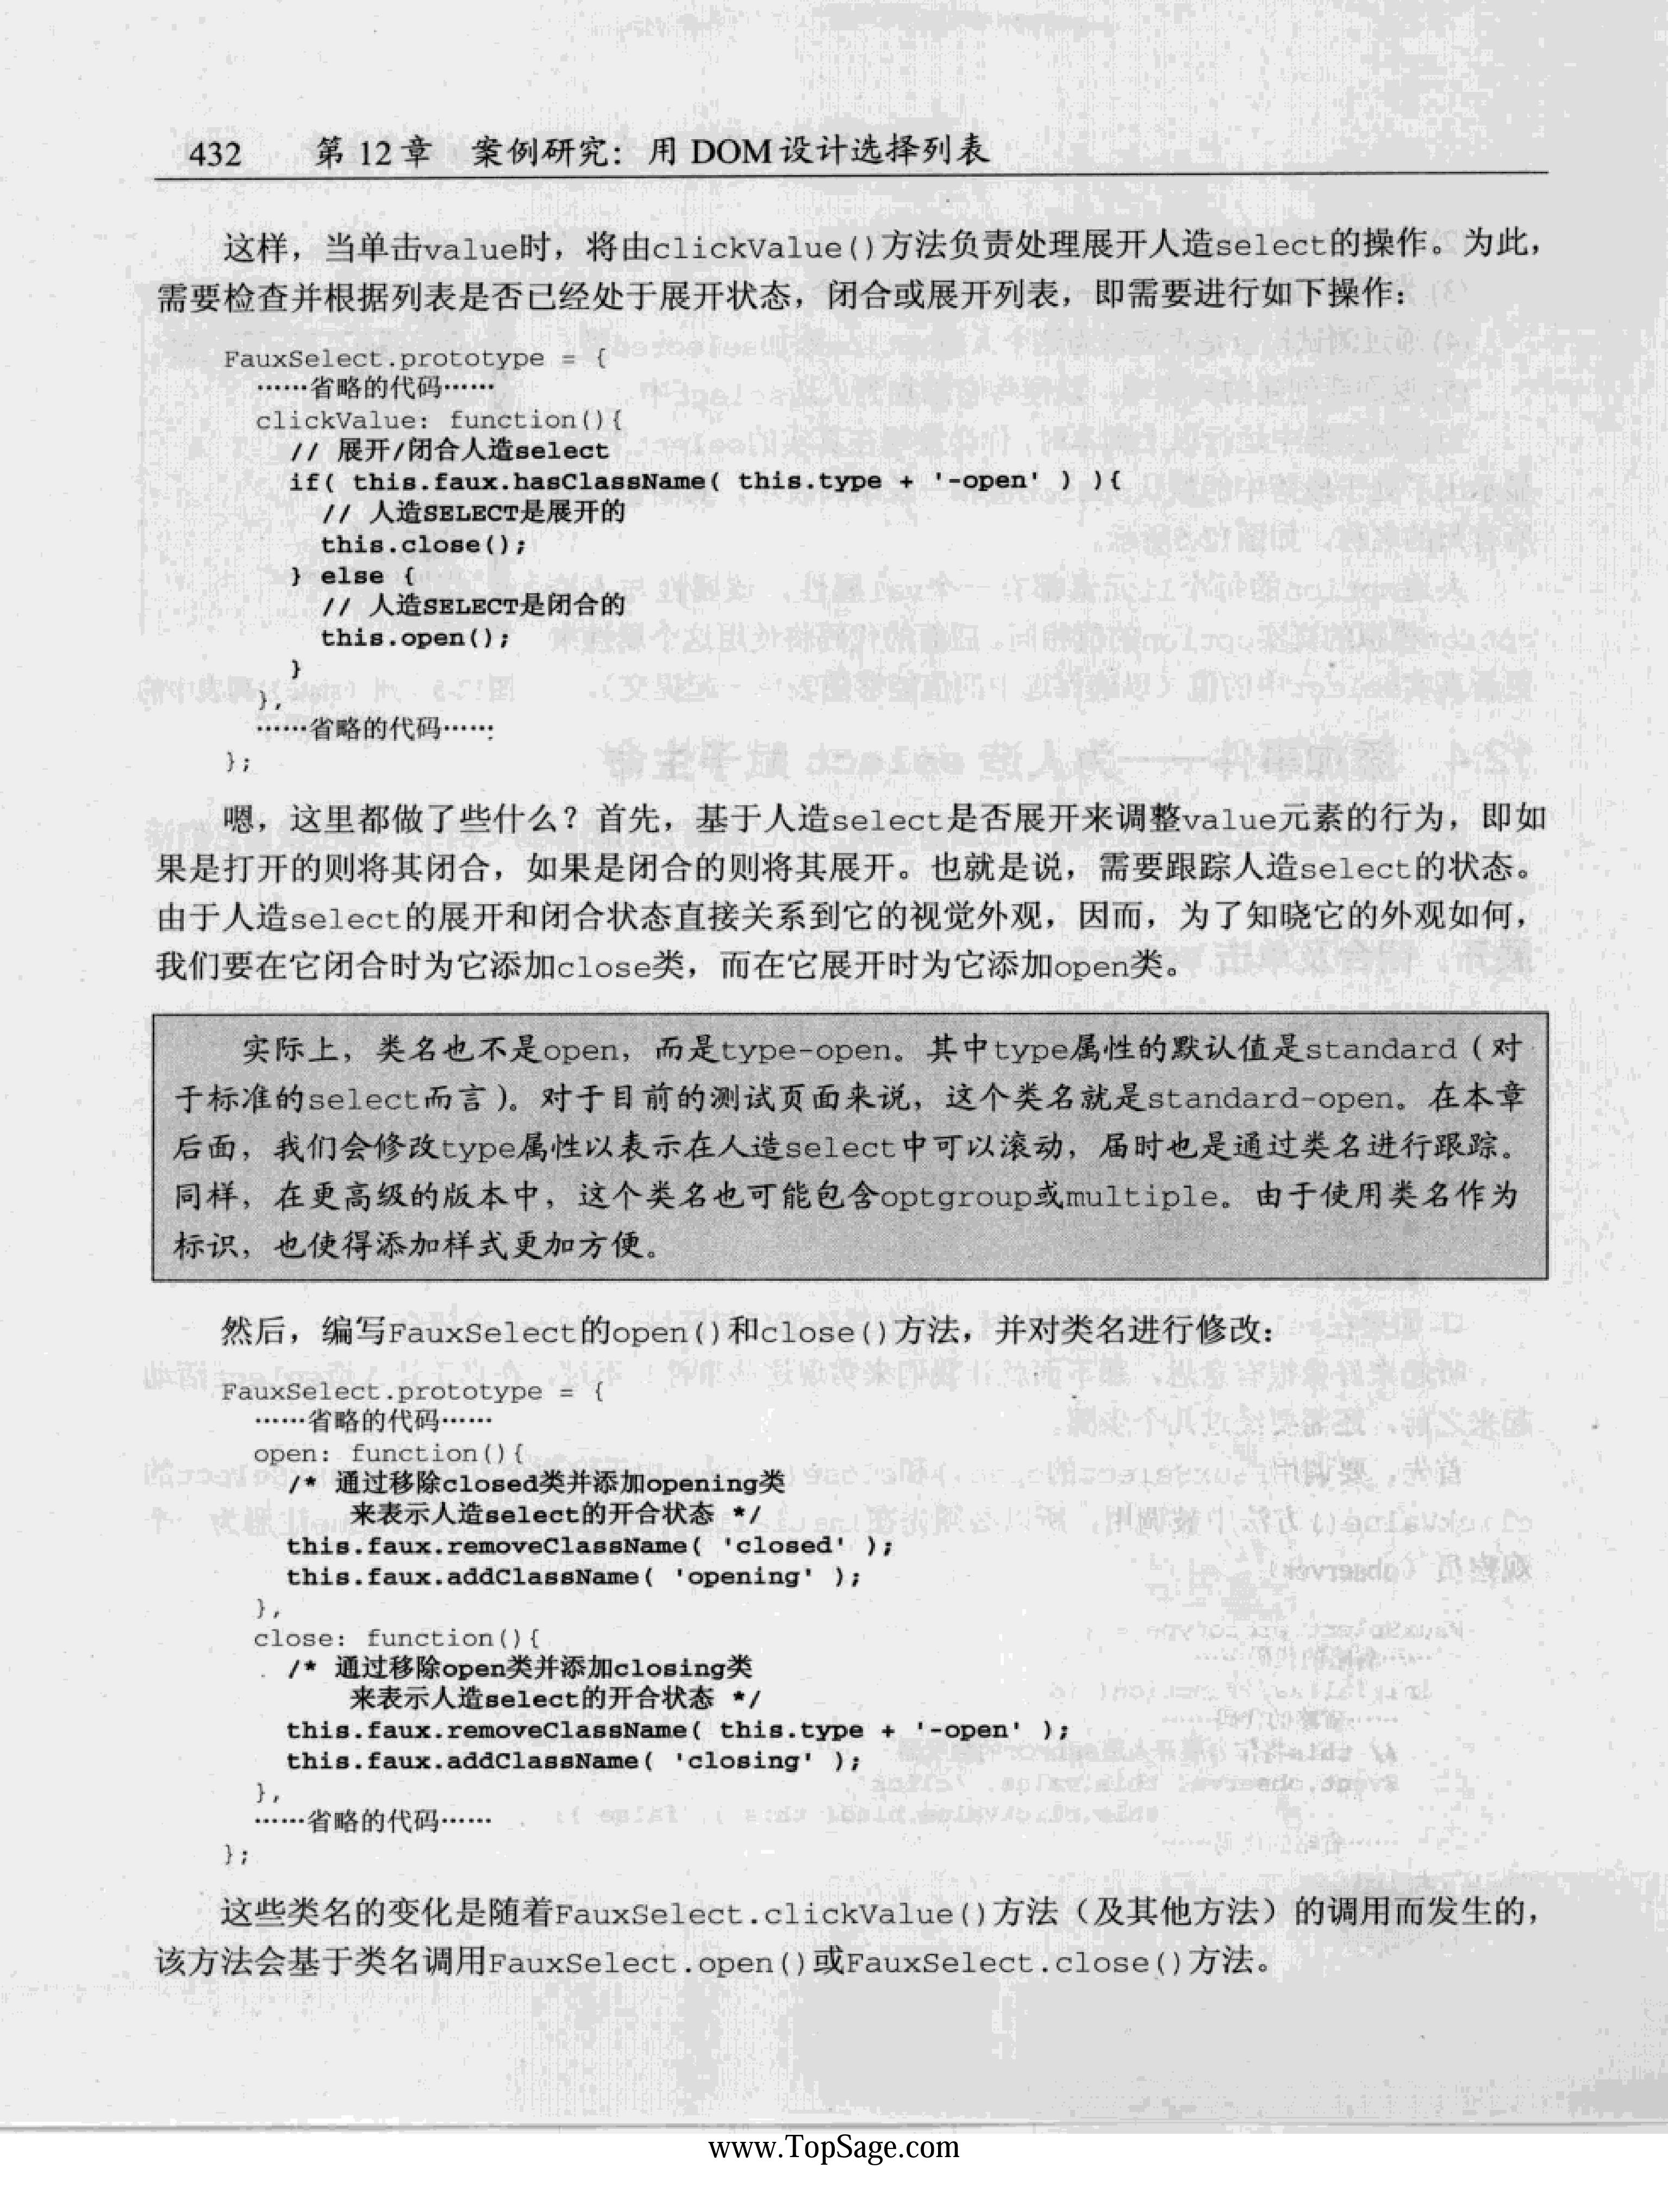 432 第 12 章 案例研究：用 DOM 设计选择列表
这样，当单击value时，将由clickValue()方法负责处理展开人造select的操作。为此，
需要检查并根据列表是否已经处于展开状态，闭合或展开列表，即需要进行如下操作：
FauxSelect.prototype = {
……省略的代码……
clickValue: function(){
// 展开/闭合人造select
if( this.faux.hasClassName( this.type + '-open' ) ){
// 人造SELECT是展开的
this.close();
} else {
// 人造SELECT是闭合的
this.open();
}
},
……省略的代码……
};
嗯，这里都做了些什么？首先，基于人造select是否展开来调整value元素的行为，即如
果是打开的则将其闭合，如果是闭合的则将其展开。也就是说，需要跟踪人造select的状态。
由于人造select的展开和闭合状态直接关系到它的视觉外观，因而，为了知晓它的外观如何，
我们要在它闭合时为它添加close类，而在它展开时为它添加open类。
实际上，类名也不是open，而是type-open。其中type属性的默认值是standard（对
于标准的select而言）。对于目前的测试页面来说，这个类名就是standard-open。在本章
后面，我们会修改type属性以表示在人造select中可以滚动，届时也是通过类名进行跟踪。
同样，在更高级的版本中，这个类名也可能包含optgroup或multiple。由于使用类名作为
标识，也使得添加样式更加方便。
然后，编写FauxSelect的open()和close()方法，并对类名进行修改：
FauxSelect.prototype = {
……省略的代码……
open: function(){
/* 通过移除closed类并添加opening类
来表示人造select的开合状态 */
this.faux.removeClassName( 'closed' );
this.faux.addClassName( 'opening' );
},
close: function(){
/* 通过移除open类并添加closing类
来表示人造select的开合状态 */
this.faux.removeClassName( this.type + '-open' );
this.faux.addClassName( 'closing' );
},
……省略的代码……
};
这些类名的变化是随着FauxSelect.clickValue()方法（及其他方法）的调用而发生的，
该方法会基于类名调用FauxSelect.open()或FauxSelect.close()方法。
www.TopSage.com